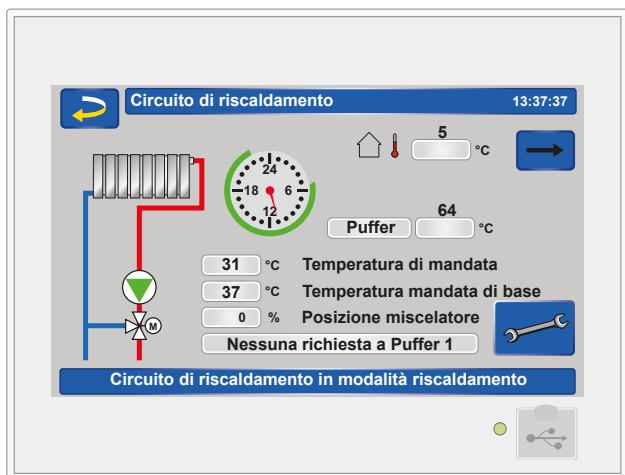 Circuito di riscaldamento 13:37:37
5
°C
24
18 6
12
64
Puffer °C
31 °C Temperatura di mandata
37 °C Temperatura mandata di base
0 % Posizione miscelatore
M
Nessuna richiesta a Puffer 1
Circuito di riscaldamento in modalità riscaldamento